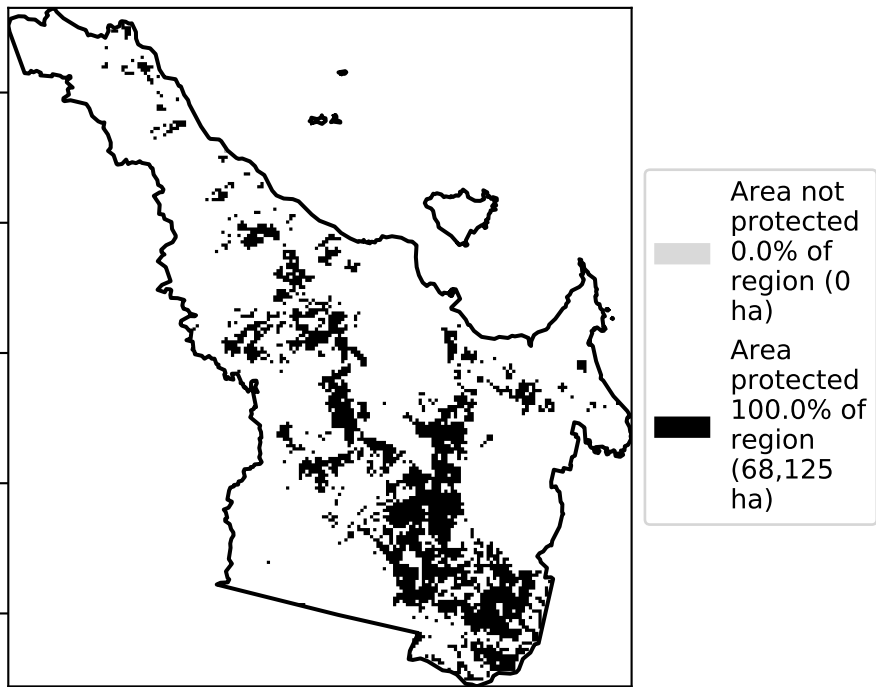 Area not
protected
0.0% of
region (0
ha)
Area
protected
100.0% of
region
(68,125
ha)